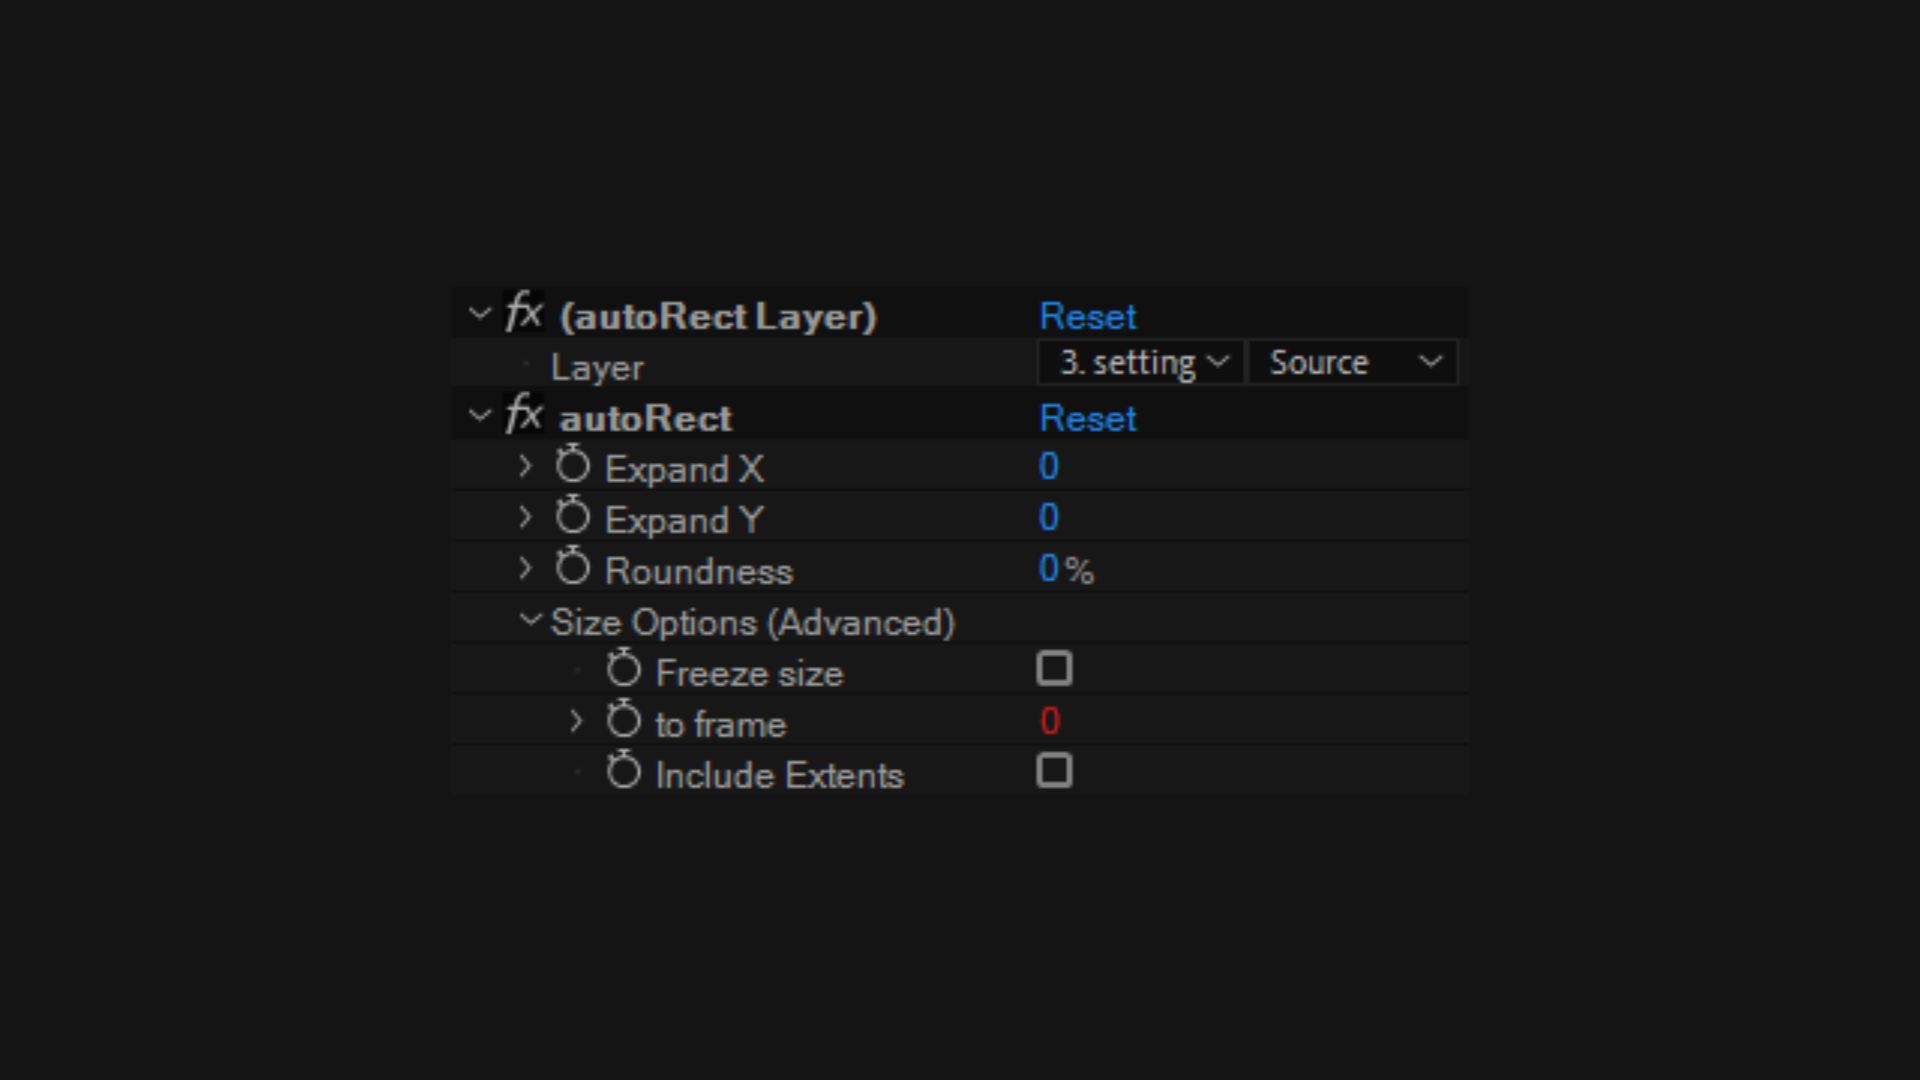 fx (autoRect Layer) Reset
Layer 3. setting Source
fx autoRect Reset
Expand X 0
Expand Y 0
Roundness 0%
Size Options (Advanced)
Freeze size
to frame 0
Include Extents